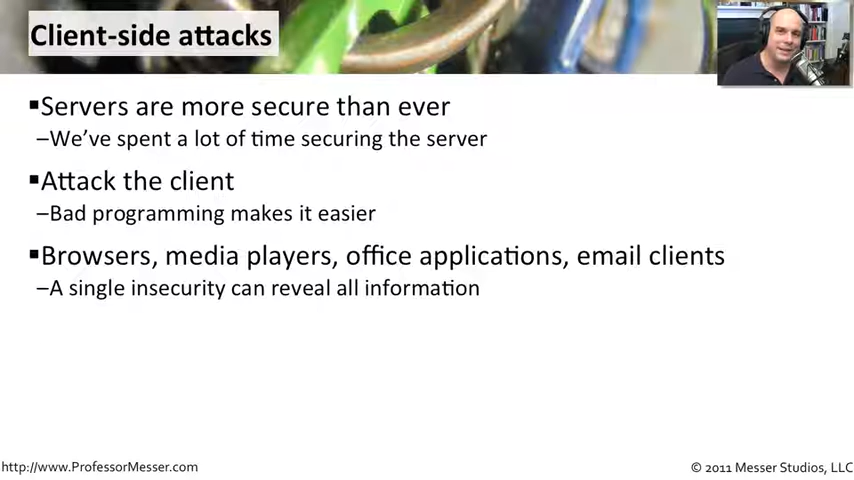 Client-side attacks
▪Servers are more secure than ever
–We've spent a lot of time securing the server
▪Attack the client
–Bad programming makes it easier
▪Browsers, media players, office applications, email clients
–A single insecurity can reveal all information
http://www.ProfessorMesser.com
© 2011 Messer Studios, LLC